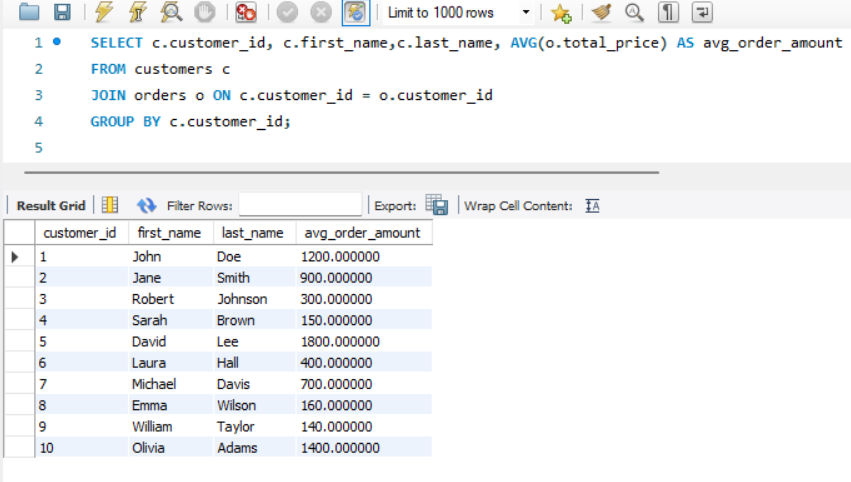 Limit to 1000 rows
1 SELECT c.customer_id, c.first_name,c.last_name, AVG(o.total_price) AS avg_order_amount
2 FROM customers c
3 JOIN orders o ON c.customer_id = o.customer_id
4 GROUP BY c.customer_id;
5
Result Grid Filter Rows: Export: Wrap Cell Content: IA
customer_id first_name last_name avg_order_amount
1 John Doe 1200.000000
2 Jane Smith 900.000000
3 Robert Johnson 300.000000
4 Sarah Brown 150.000000
5 David Lee 1800.000000
6 Laura Hall 400.000000
7 Michael Davis 700.000000
8 Emma Wilson 160.000000
9 William Taylor 140.000000
10 Olivia Adams 1400.000000